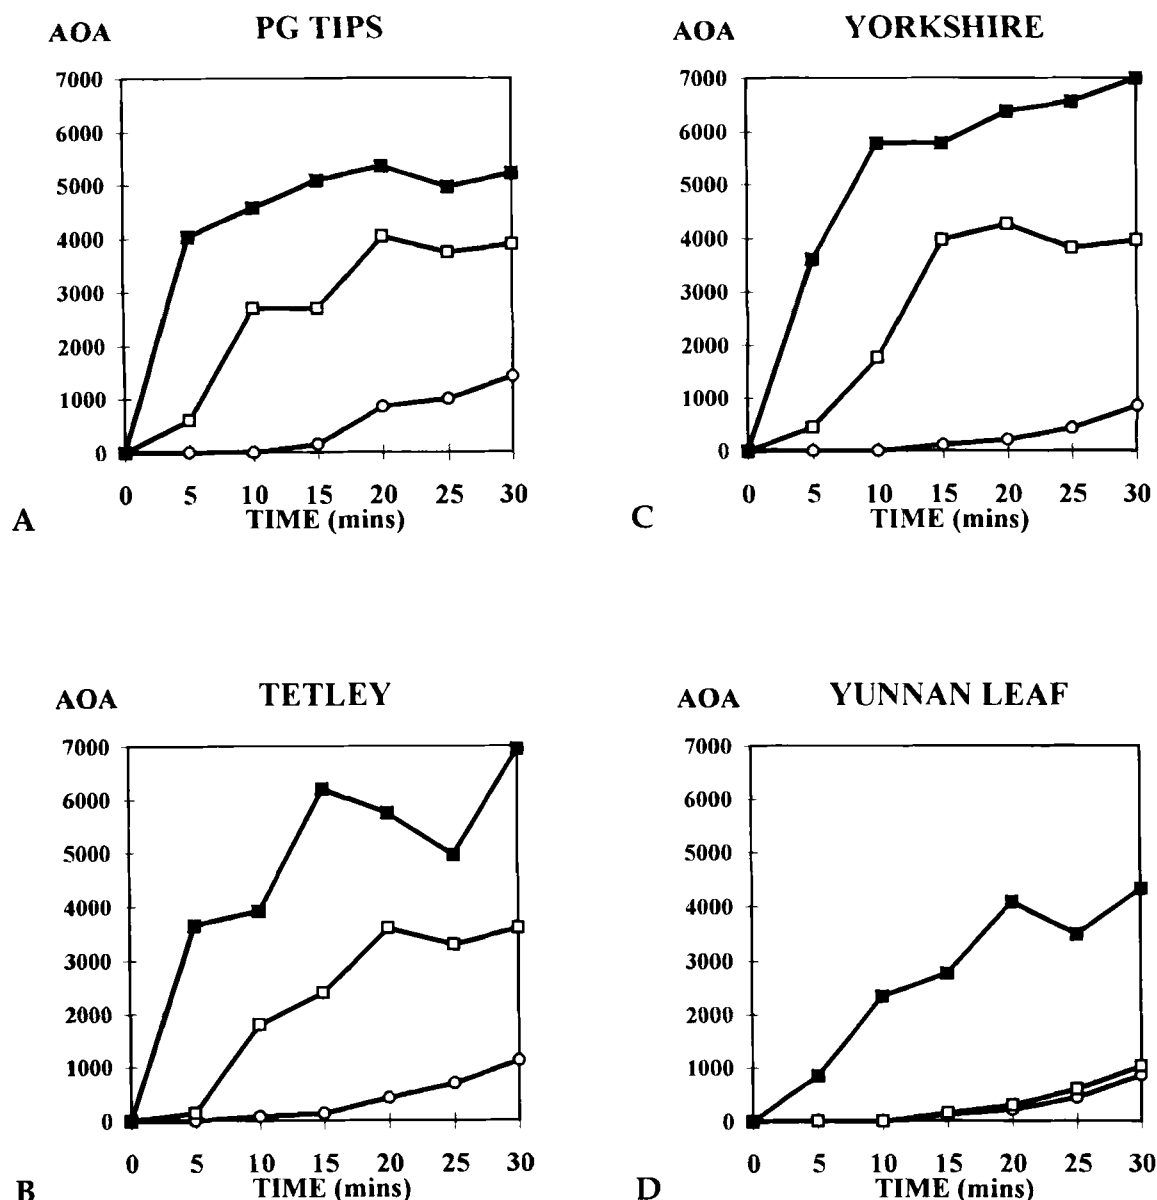 AOA PG TIPS
7000
6000
5000
4000
3000
2000
1000
0
0 5 10 15 20 25 30
TIME (mins)
A
AOA YORKSHIRE
7000
6000
5000
4000
3000
2000
1000
0
0 5 10 15 20 25 30
TIME (mins)
C
AOA TETLEY
7000
6000
5000
4000
3000
2000
1000
0
0 5 10 15 20 25 30
TIME (mins)
B
AOA YUNNAN LEAF
7000
6000
5000
4000
3000
2000
1000
0
0 5 10 15 20 25 30
TIME (mins)
D